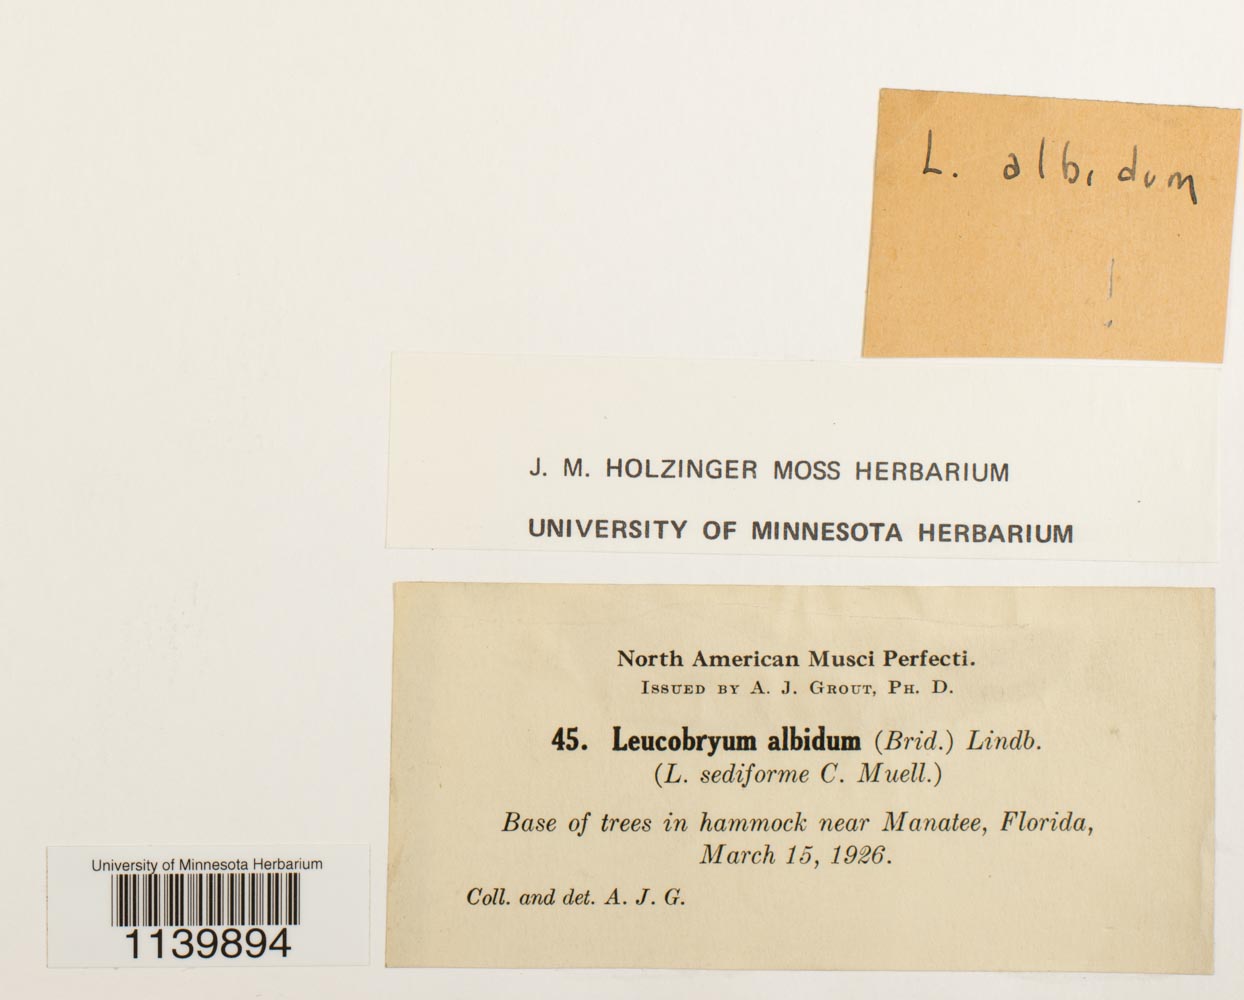 L. albidum
!
J. M. HOLZINGER MOSS HERBARIUM
UNIVERSITY OF MINNESOTA HERBARIUM
North American Musci Perfecti.
Issued by A. J. Grout, Ph. D.
45. Leucobryum albidum (Brid.) Lindb.
(L. sediforme C. Muell.)
Base of trees in hammock near Manatee, Florida,
March 15, 1926.
Coll. and det. A. J. G.
University of Minnesota Herbarium
1139894